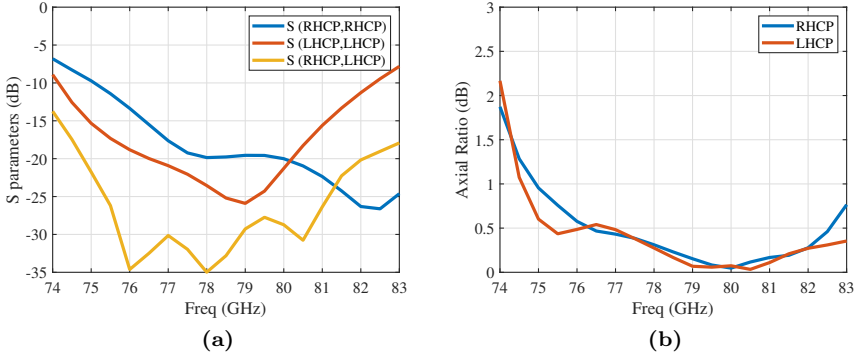 0
-5
-10
-15
-20
-25
-30
-35
S parameters (dB)
74 75 76 77 78 79 80 81 82 83
Freq (GHz)
S (RHCP,RHCP)
S (LHCP,LHCP)
S (RHCP,LHCP)
(a)
3
2.5
2
1.5
1
0.5
0
Axial Ratio (dB)
74 75 76 77 78 79 80 81 82 83
Freq (GHz)
RHCP
LHCP
(b)